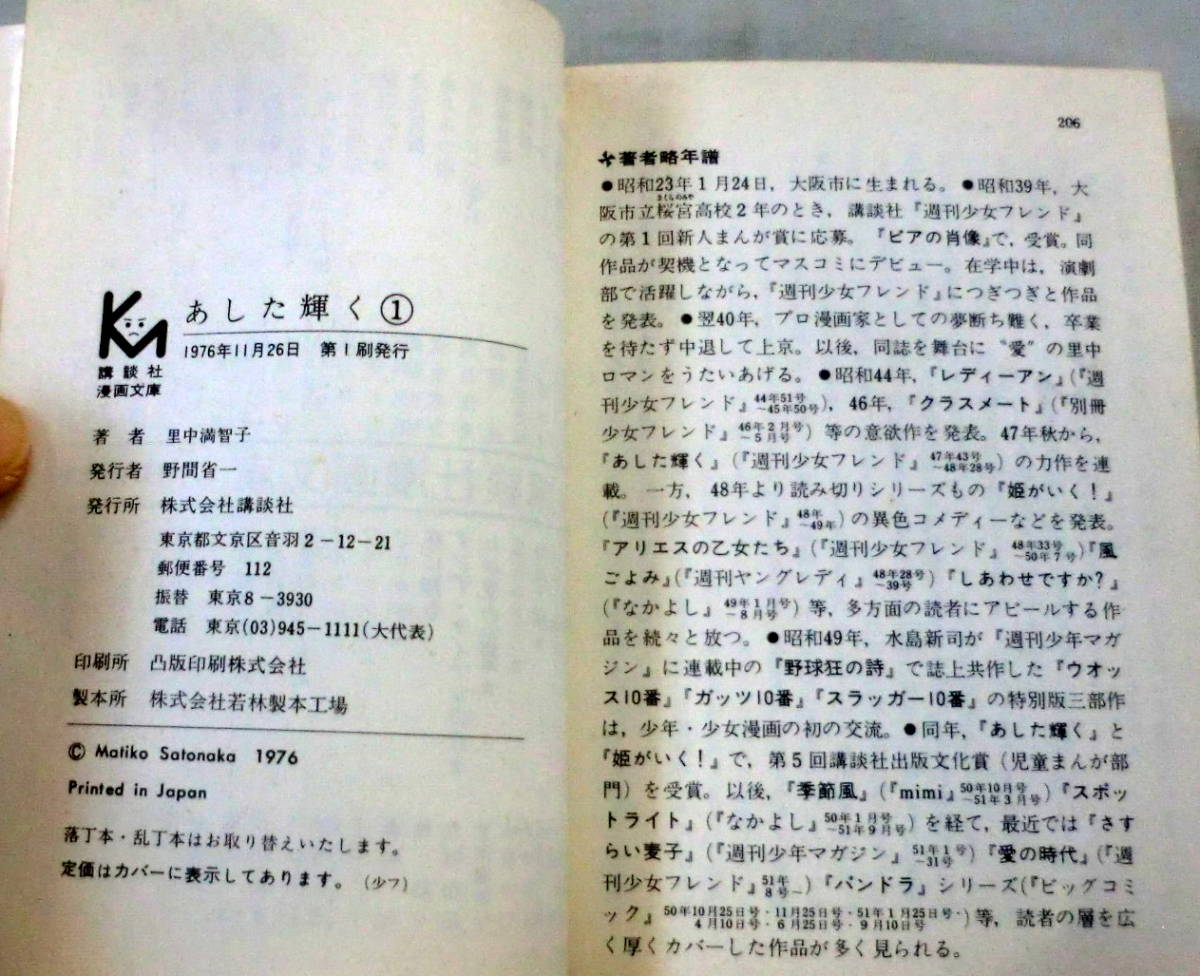 KM
講談社
漫画文庫
あした輝く①
1976年11月26日　第1刷発行
著　者　里中満智子
発行者　野間省一
発行所　株式会社講談社
東京都文京区音羽2－12－21
郵便番号　112
振替　東京8－3930
電話　東京(03)945－1111(大代表)
印刷所　凸版印刷株式会社
製本所　株式会社若林製本工場
© Matiko Satonaka 1976
Printed in Japan
落丁本・乱丁本はお取り替えいたします。
定価はカバーに表示してあります。（少フ）
206
著者略年譜
●昭和23年1月24日，大阪市に生まれる。●昭和39年，大
さくらのみや
阪市立桜宮高校2年のとき，講談社『週刊少女フレンド』
の第1回新人まんが賞に応募。『ピアの肖像』で，受賞。同
作品が契機となってマスコミにデビュー。在学中は，演劇
部で活躍しながら，『週刊少女フレンド』につぎつぎと作品
を発表。●翌40年，プロ漫画家としての夢断ち難く，卒業
を待たず中退して上京。以後，同誌を舞台に〝愛〟の里中
ロマンをうたいあげる。●昭和44年，『レディーアン』(『週
刊少女フレンド』44年51号～45年50号)，46年，『クラスメート』(『別冊
少女フレンド』46年2月号～5月号) 等の意欲作を発表。47年秋から，
『あした輝く』(『週刊少女フレンド』47年43号～48年28号) の力作を連
載。一方，48年より読み切りシリーズもの『姫がいく！』
(『週刊少女フレンド』48年～49年) の異色コメディーなどを発表。
『アリエスの乙女たち』(『週刊少女フレンド』48年33号～50年7号)『風
ごよみ』(『週刊ヤングレディ』48年28号～39号)『しあわせですか？』
(『なかよし』49年1月号～8月号) 等，多方面の読者にアピールする作
品を続々と放つ。●昭和49年，水島新司が『週刊少年マガ
ジン』に連載中の『野球狂の詩』で誌上共作した『ウオッ
ス10番』『ガッツ10番』『スラッガー10番』の特別版三部作
は，少年・少女漫画の初の交流。●同年，『あした輝く』と
『姫がいく！』で，第5回講談社出版文化賞（児童まんが部
門）を受賞。以後，『季節風』(『mimi』50年10月号～51年3月号)『スポッ
トライト』(『なかよし』50年1月号～51年9月号) を経て，最近では『さす
らい麦子』(『週刊少年マガジン』51年1号～31号)『愛の時代』(『週
刊少女フレンド』51年8号～)『パンドラ』シリーズ(『ビッグコミ
ック』50年10月25日号・11月25日号・51年1月25日号・4月10日号・6月25日号・9月10日号) 等，読者の層を広
く厚くカバーした作品が多く見られる。